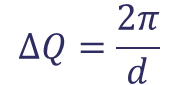 ΔQ = 2π/d